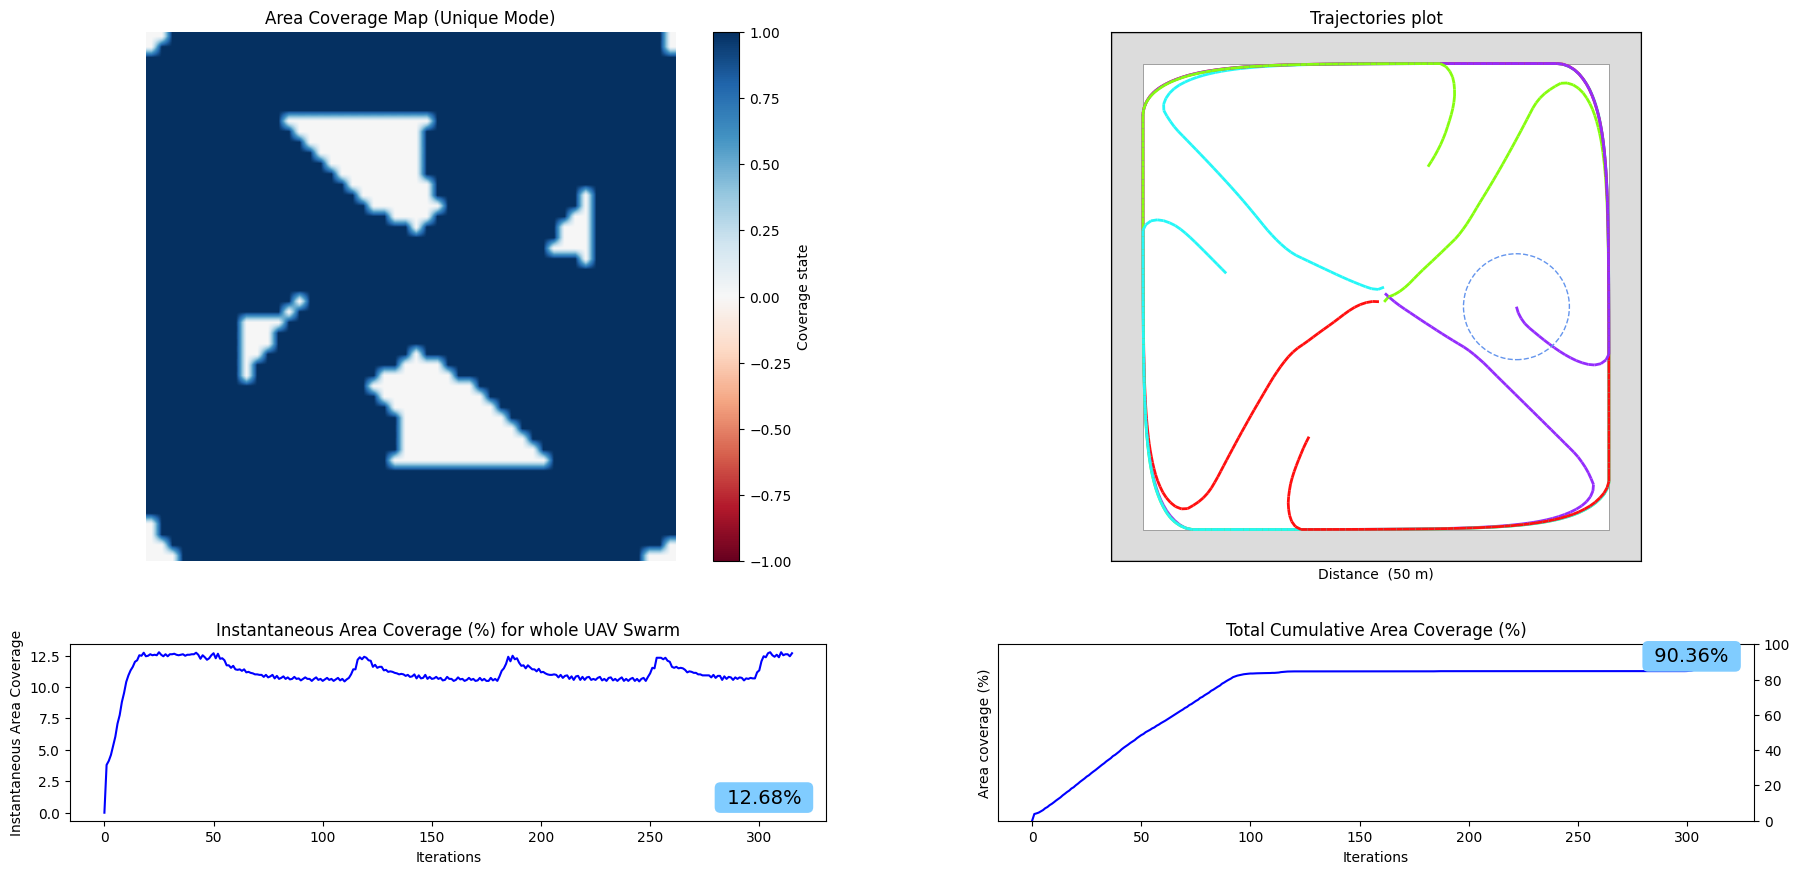 Area Coverage Map (Unique Mode)
1.00
0.75
0.50
0.25
0.00
−0.25
−0.50
−0.75
−1.00
Coverage state
Trajectories plot
Distance (50 m)
Instantaneous Area Coverage (%) for whole UAV Swarm
Instantaneous Area Coverage
12.5
10.0
7.5
5.0
2.5
0.0
12.68%
0 50 100 150 200 250 300
Iterations
Total Cumulative Area Coverage (%)
Area coverage (%)
90.36%
100
80
60
40
20
0
0 50 100 150 200 250 300
Iterations